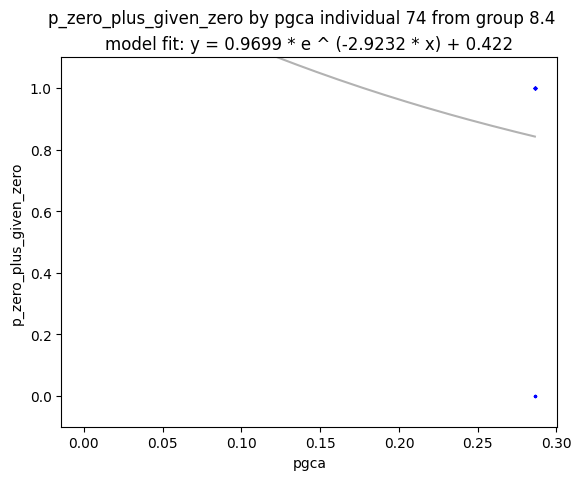 p_zero_plus_given_zero by pgca individual 74 from group 8.4
model fit: y = 0.9699 * e ^ (-2.9232 * x) + 0.422
1.0
0.8
0.6
0.4
0.2
0.0
p_zero_plus_given_zero
0.00 0.05 0.10 0.15 0.20 0.25 0.30
pgca